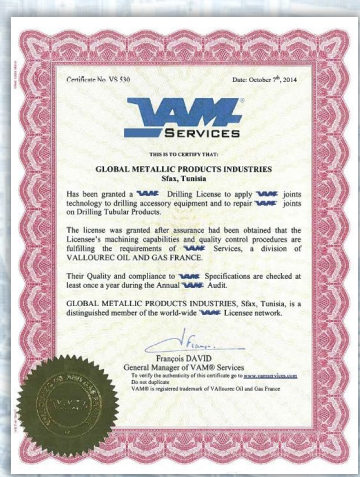 Certificate No. VS 530 Date: October 7th, 2014
VAM®
SERVICES
THIS IS TO CERTIFY THAT:
GLOBAL METALLIC PRODUCTS INDUSTRIES
Sfax, Tunisia
Has been granted a VAM Drilling License to apply VAM joints
technology to drilling accessory equipment and to repair VAM joints
on Drilling Tubular Products.
The license was granted after assurance had been obtained that the
Licensee's machining capabilities and quality control procedures are
fulfilling the requirements of VAM Services, a division of
VALLOUREC OIL AND GAS FRANCE.
Their Quality and compliance to VAM Specifications are checked at
least once a year during the Annual VAM Audit.
GLOBAL METALLIC PRODUCTS INDUSTRIES, Sfax, Tunisia, is a
distinguished member of the world-wide VAM Licensee network.
François DAVID
General Manager of VAM® Services
To verify the authenticity of this certificate go to www.vamservices.com
Do not duplicate
VAM® is registered trademark of VAllourec Oil and Gas France